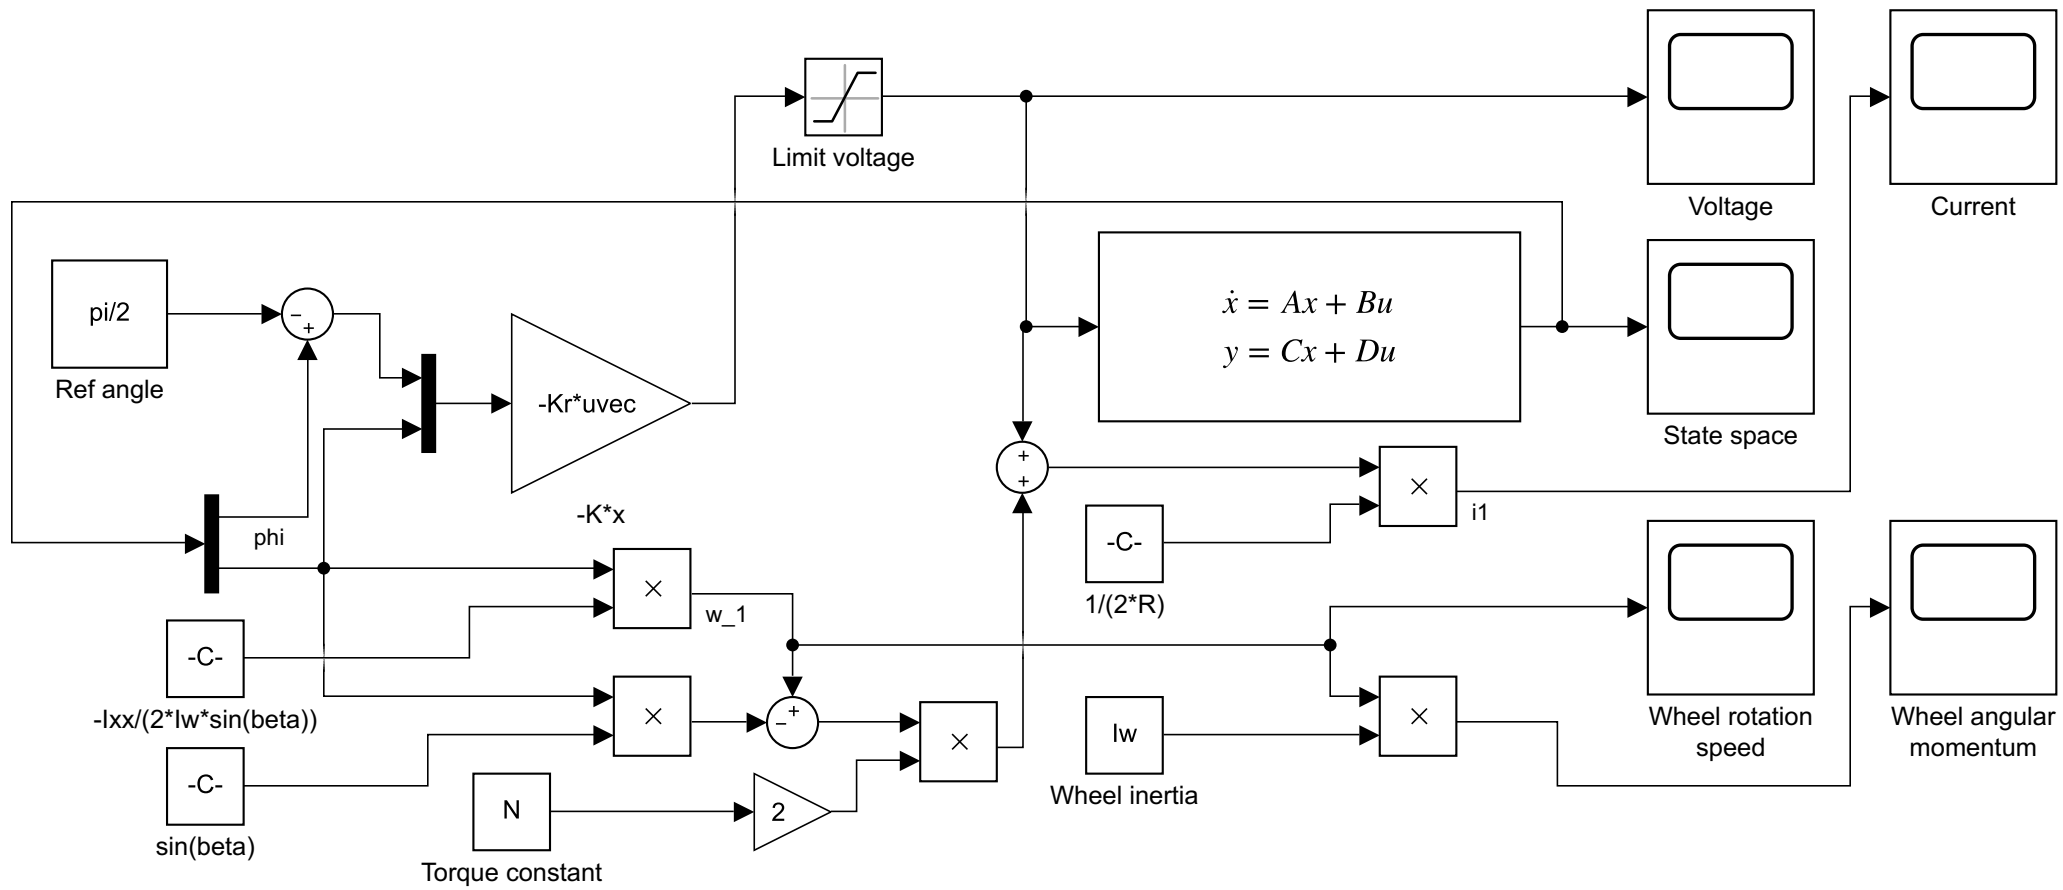 Limit voltage
Voltage
Current
pi/2
Ref angle
−
+
-Kr*uvec
-K*x
ẋ = Ax + Bu
y = Cx + Du
State space
+
+
×
i1
-C-
1/(2*R)
phi
×
w_1
-C-
-Ixx/(2*Iw*sin(beta))
×
-C-
sin(beta)
+
−
×
N
Torque constant
2
Iw
Wheel inertia
×
Wheel rotation
speed
Wheel angular
momentum